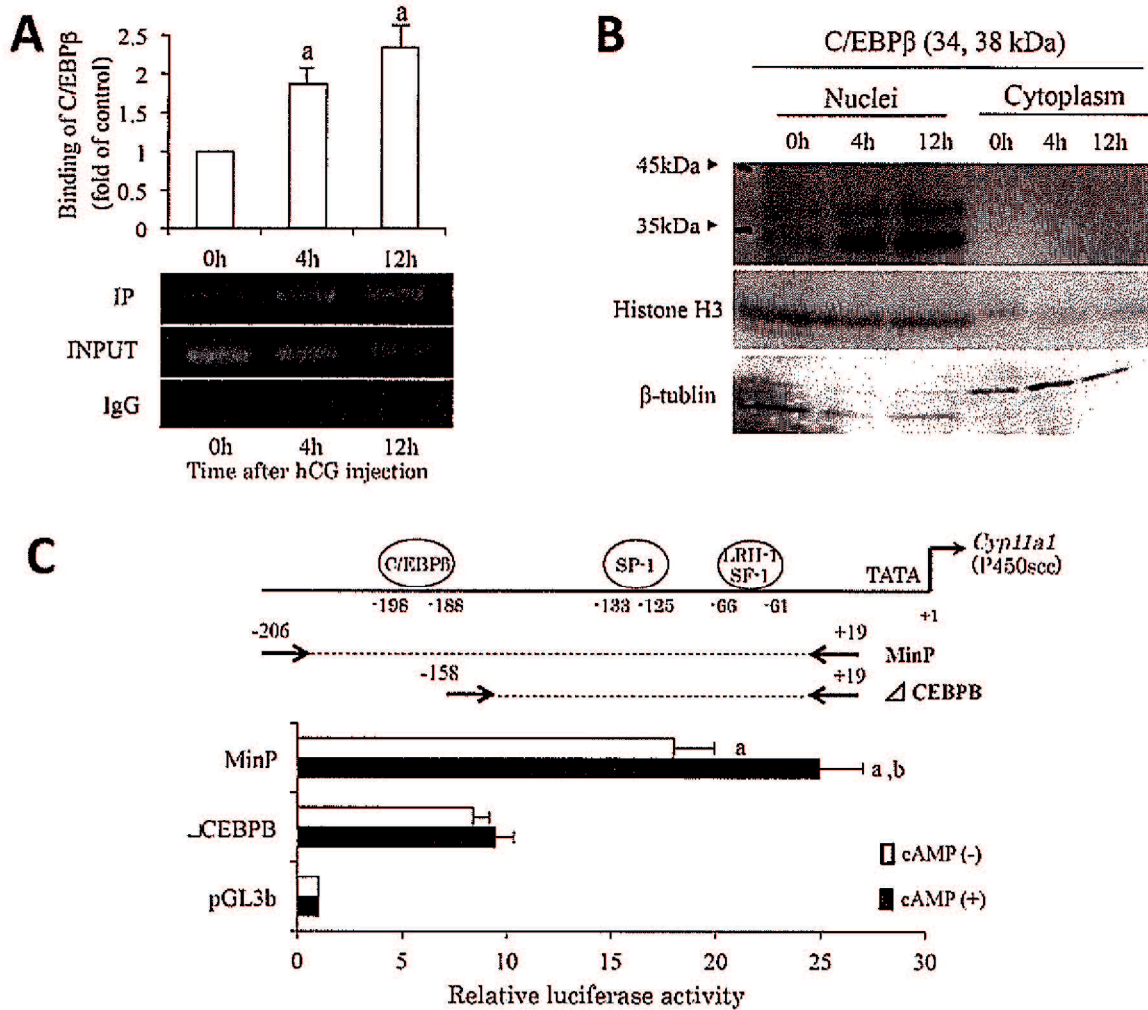 A
Binding of C/EBPβ
(fold of control)
2.5
2
1.5
1
0.5
0
a
a
0h 4h 12h
IP
INPUT
IgG
0h 4h 12h
Time after hCG injection
B
C/EBPβ (34, 38 kDa)
Nuclei Cytoplasm
0h 4h 12h 0h 4h 12h
45kDa ►
35kDa ►
Histone H3
β-tublin
C
C/EBPβ SP-1 LRH-1 SF-1 TATA Cyp11a1 (P450scc)
-198 -188 -133 -125 -66 -61 +1
-206 +19 MinP
-158 +19 ⊿ CEBPB
MinP a
a ,b
CEBPB
pGL3b
cAMP (-)
cAMP (+)
0 5 10 15 20 25 30
Relative luciferase activity